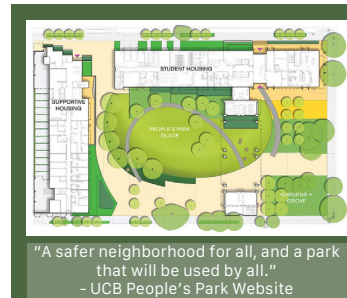 STUDENT HOUSING
SUPPORTIVE
HOUSING
PEOPLE'S PARK
GLADE
GARDENS +
GROVE
"A safer neighborhood for all, and a park
that will be used by all."
- UCB People's Park Website